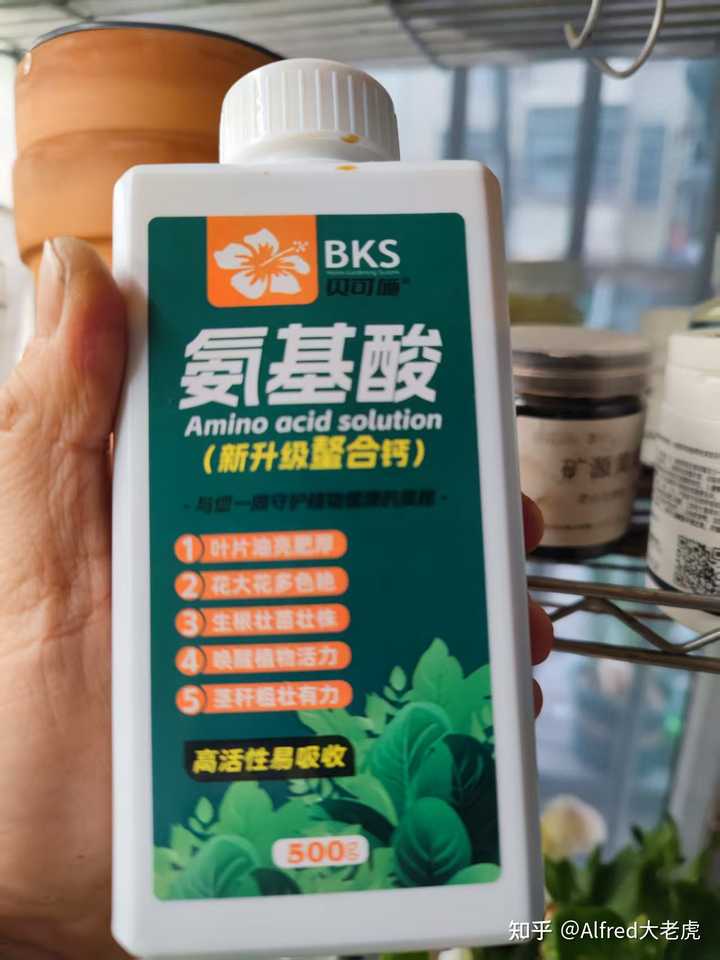 BKS
贝可施®
氨基酸
Amino acid solution
(新升级螯合钙)
1 叶片油亮肥厚
2 花大花多色艳
3 生根壮苗壮株
4 唤醒植物活力
5 茎秆粗壮有力
高活性易吸收
500
矿源
知乎 @Alfred大老虎